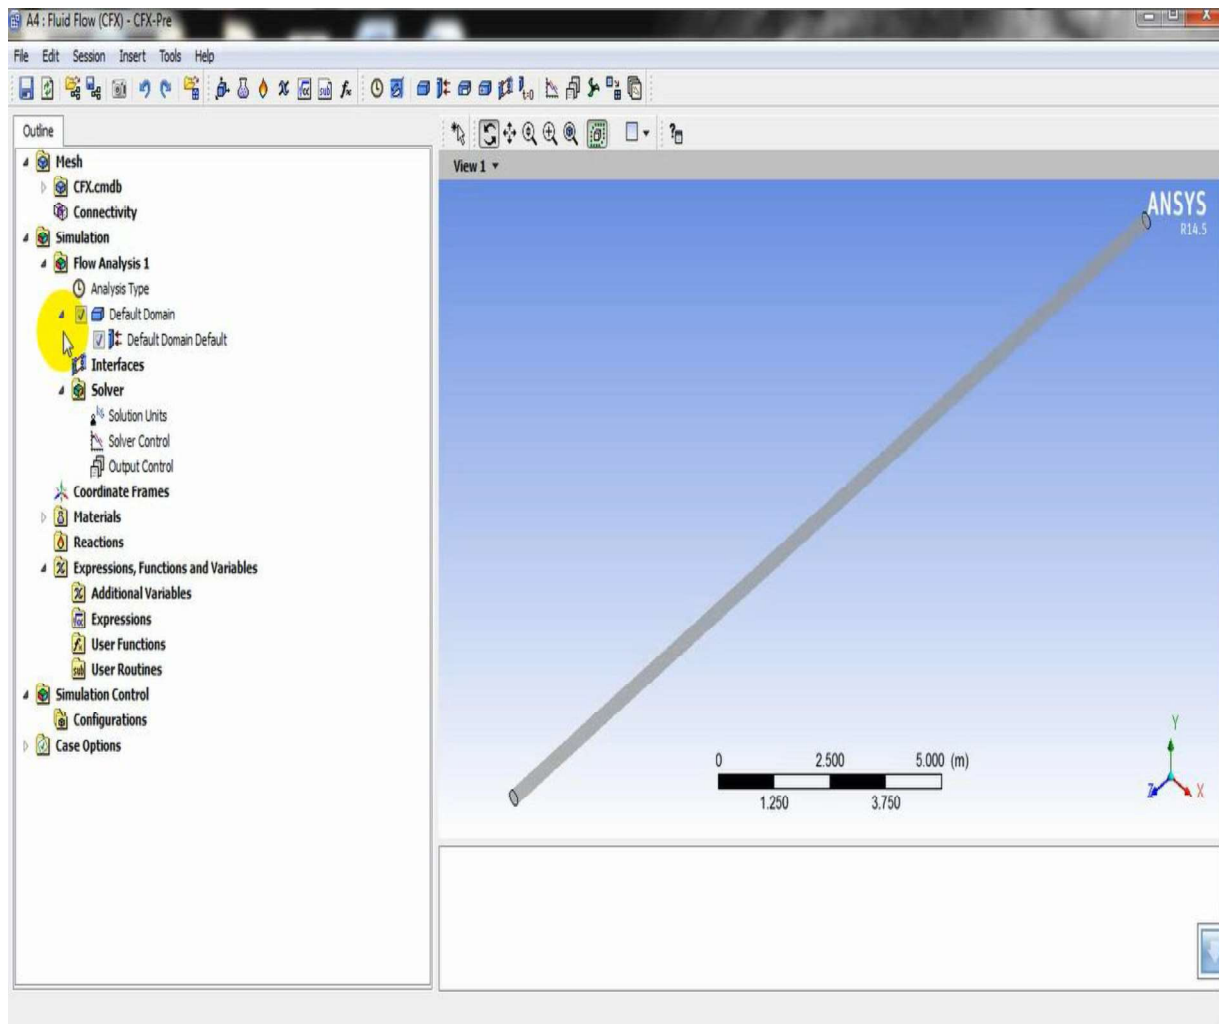 A4 : Fluid Flow (CFX) - CFX-Pre
File Edit Session Insert Tools Help
Outline
Mesh
CFX.cmdb
Connectivity
Simulation
Flow Analysis 1
Analysis Type
Default Domain
Default Domain Default
Interfaces
Solver
Solution Units
Solver Control
Output Control
Coordinate Frames
Materials
Reactions
Expressions, Functions and Variables
Additional Variables
Expressions
User Functions
User Routines
Simulation Control
Configurations
Case Options
View 1
ANSYS
R14.5
0 2.500 5.000 (m)
1.250 3.750
Y
Z X